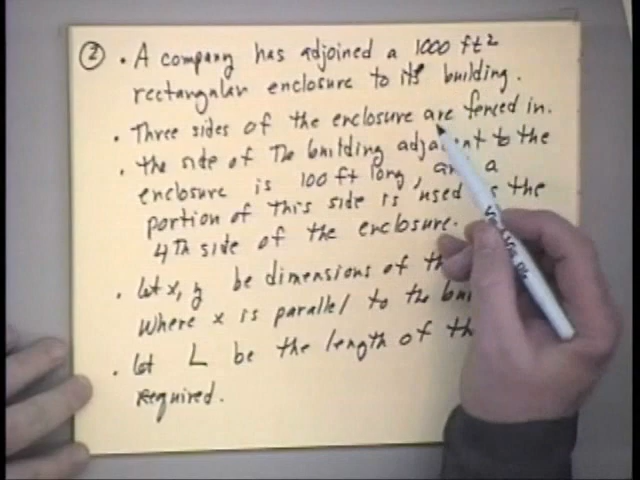 ② • A company has adjoined a 1000 ft²
rectangular enclosure to its building.
• Three sides of the enclosure are fenced in.
• The side of The building adjacent to the
enclosure is 100 ft long, and a
portion of this side is used as the
4th side of the enclosure.
• Let x, y be dimensions of
Where x is parallel to the
• Let L be the length of
required.